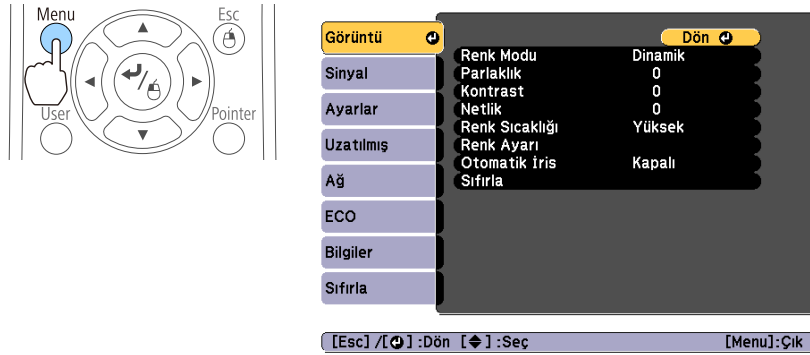 Menu
Esc
User
Pointer
Görüntü
Sinyal
Ayarlar
Uzatılmış
Ağ
ECO
Bilgiler
Sıfırla
Dön
Renk Modu Dinamik
Parlaklık 0
Kontrast 0
Netlik 0
Renk Sıcaklığı Yüksek
Renk Ayarı
Otomatik İris Kapalı
Sıfırla
[Esc] /[ ] :Dön [ ] :Seç [Menu]:Çık